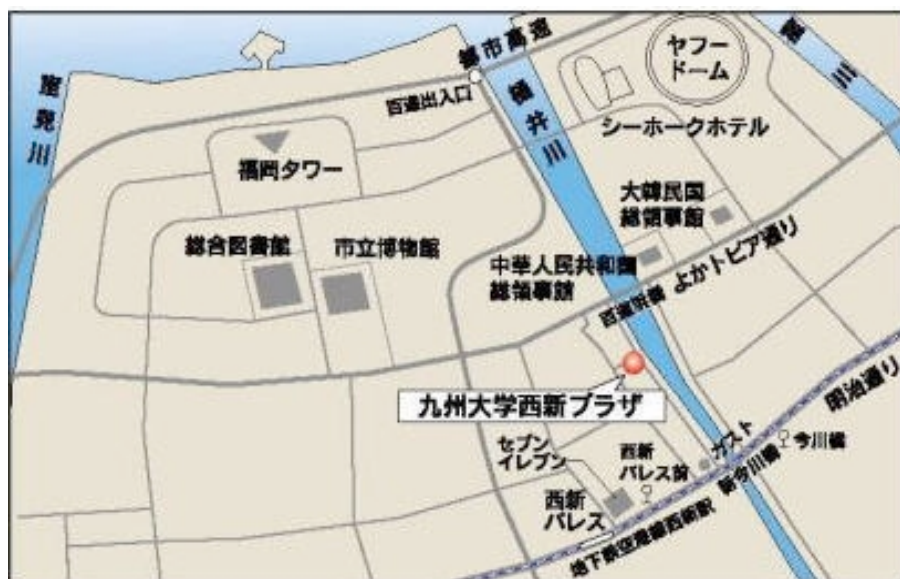 都市高速
室見川
百道出入口
樋井川
ヤフー
ドーム
シーホークホテル
福岡タワー
大韓民国
総領事館
総合図書館
市立博物館
中華人民共和国
総領事館
百道浜橋
よかトピア通り
九州大学西新プラザ
明治通り
セブン
イレブン
西新
パレス前
ガスト
今川橋
新今川橋
西新
パレス
地下鉄空港線西新駅